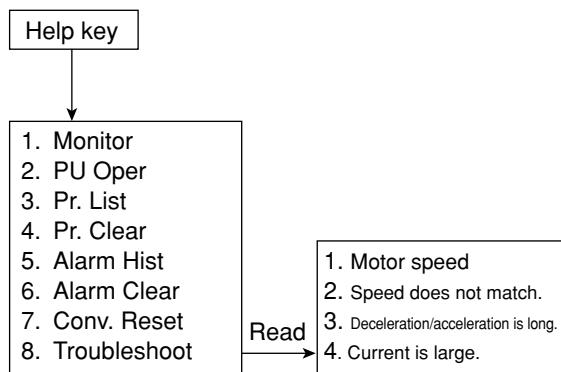 Help key
1. Monitor
2. PU Oper
3. Pr. List
4. Pr. Clear
5. Alarm Hist
6. Alarm Clear
7. Conv. Reset
8. Troubleshoot
Read
1. Motor speed
2. Speed does not match.
3. Deceleration/acceleration is long.
4. Current is large.